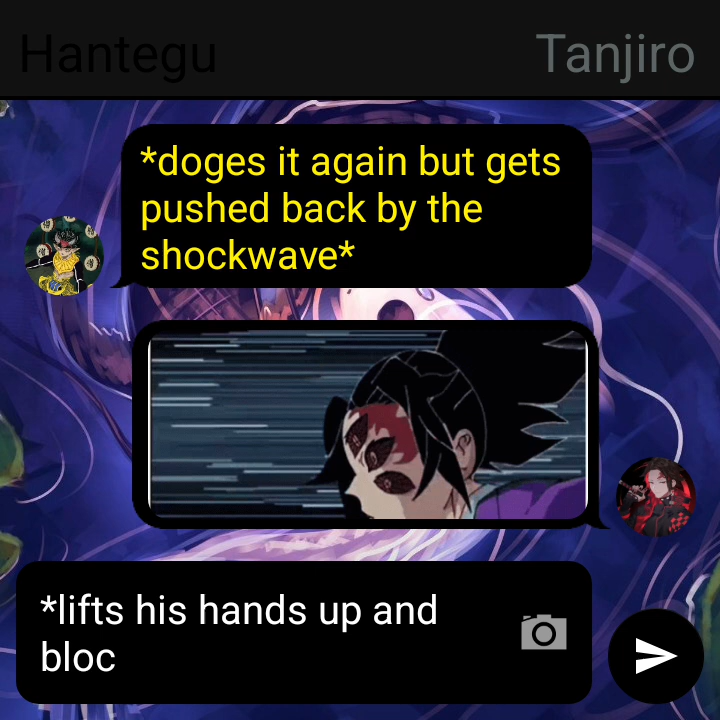 Hantegu
Tanjiro
*doges it again but gets
pushed back by the
shockwave*
*lifts his hands up and
bloc